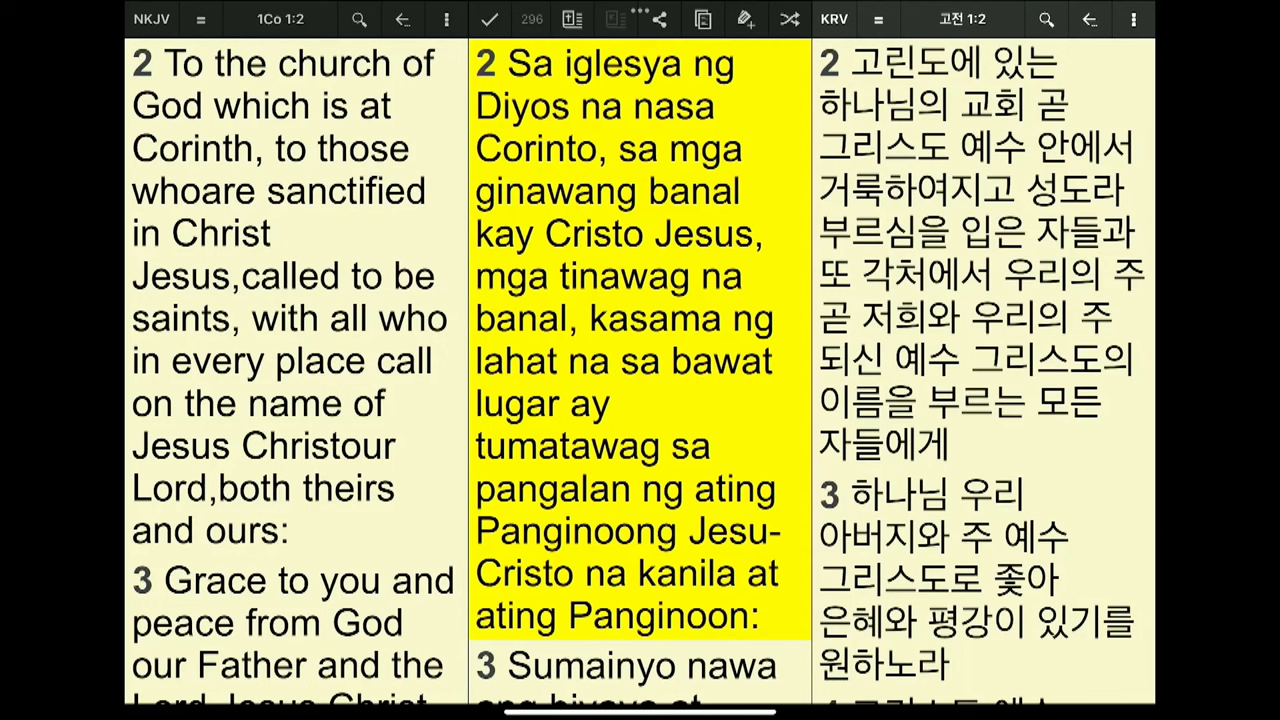 NKJV = 1Co 1:2
296
KRV = 고전 1:2
2 To the church of
God which is at
Corinth, to those
whoare sanctified
in Christ
Jesus,called to be
saints, with all who
in every place call
on the name of
Jesus Christour
Lord,both theirs
and ours:
3 Grace to you and
peace from God
our Father and the
Lord Jesus Christ
2 Sa iglesya ng
Diyos na nasa
Corinto, sa mga
ginawang banal
kay Cristo Jesus,
mga tinawag na
banal, kasama ng
lahat na sa bawat
lugar ay
tumatawag sa
pangalan ng ating
Panginoong Jesu-
Cristo na kanila at
ating Panginoon:
3 Sumainyo nawa
ang biyaya at
2 고린도에 있는
하나님의 교회 곧
그리스도 예수 안에서
거룩하여지고 성도라
부르심을 입은 자들과
또 각처에서 우리의 주
곧 저희와 우리의 주
되신 예수 그리스도의
이름을 부르는 모든
자들에게
3 하나님 우리
아버지와 주 예수
그리스도로 좇아
은혜와 평강이 있기를
원하노라